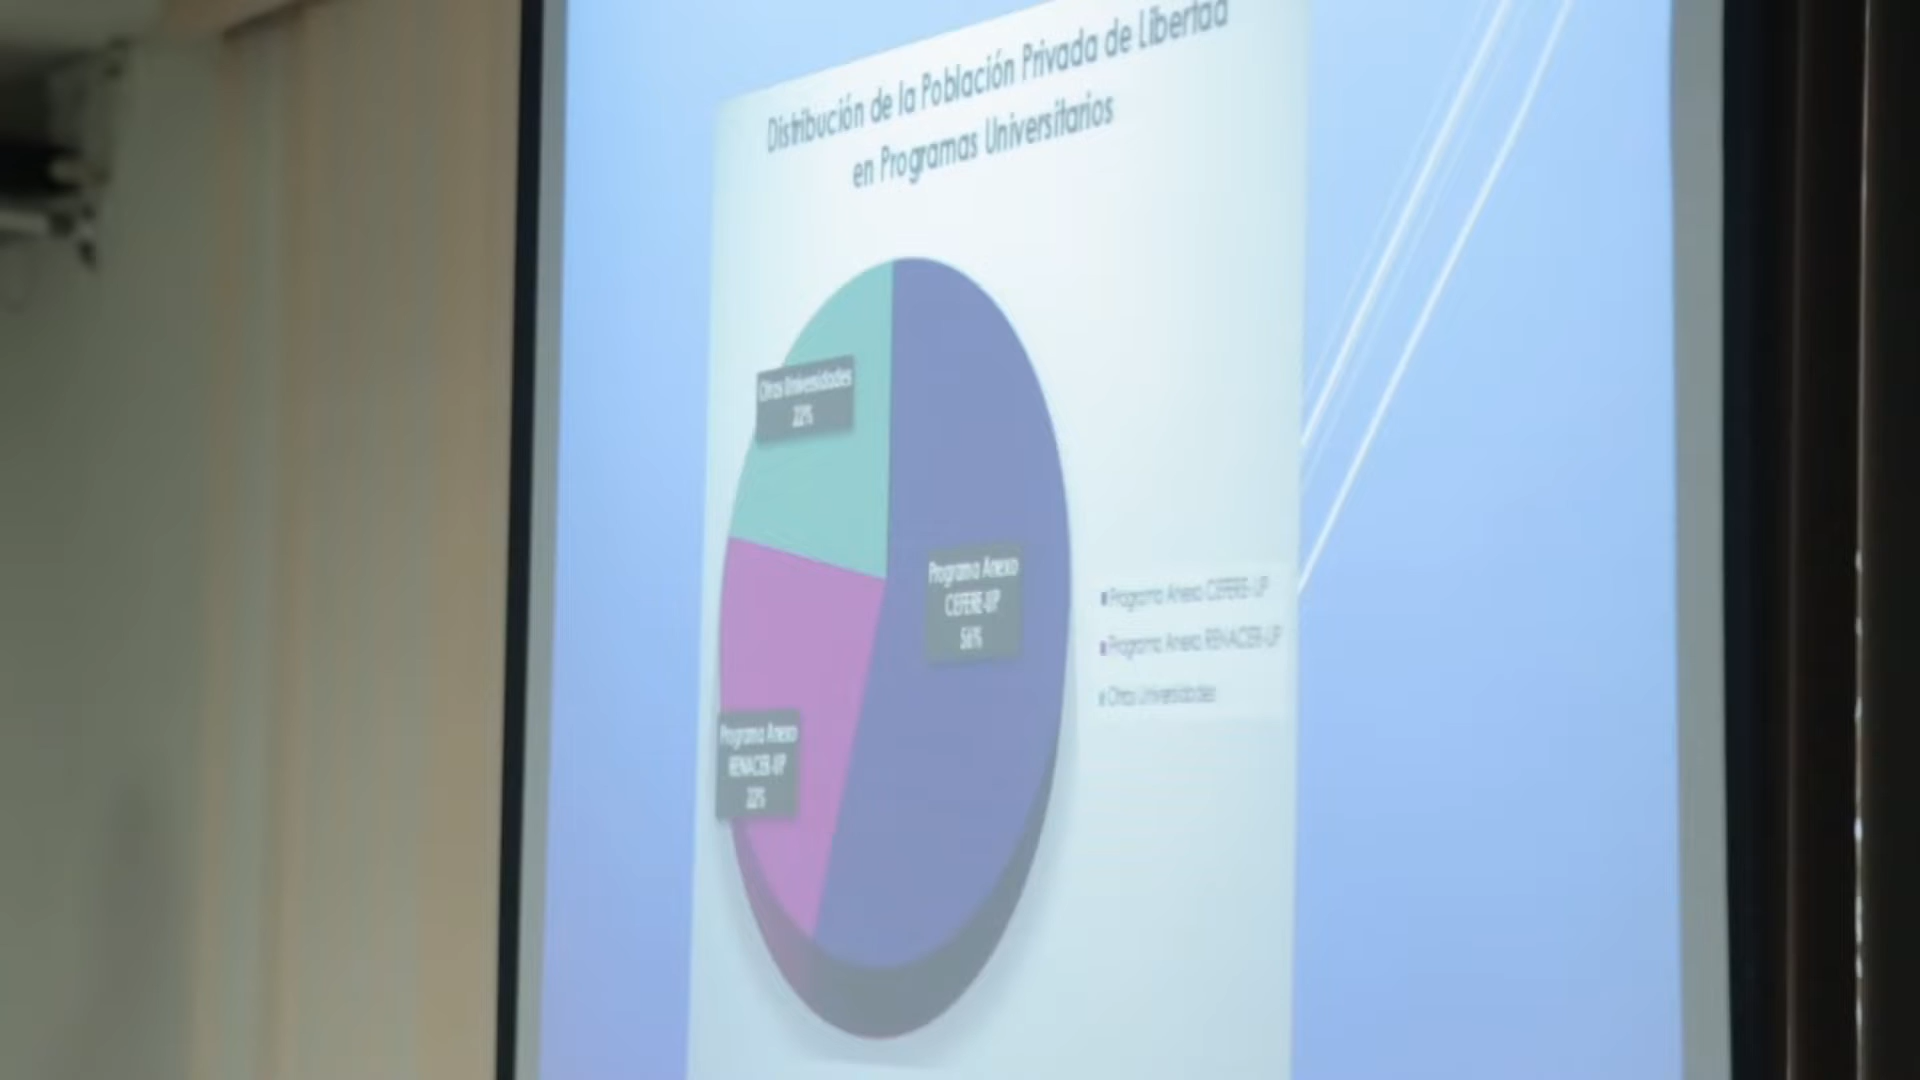 Distribución de la Población Privada de Libertad
en Programas Universitarios
Otras Universidades
22%
Programa Anexo
CEFERE-UP
56%
Programa Anexo
RENACER-UP
22%
Programa Anexo CEFERE-UP
Programa Anexo RENACER-UP
Otras Universidades